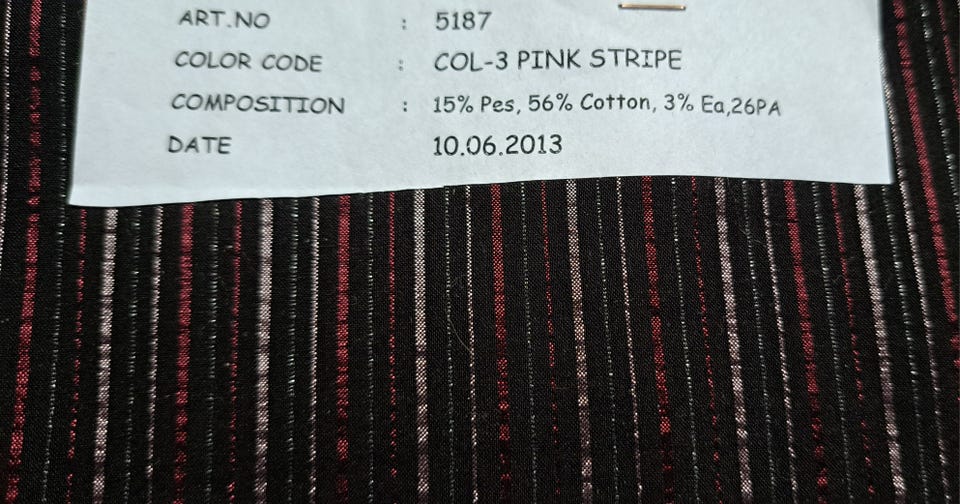 ART.NO : 5187
COLOR CODE : COL-3 PINK STRIPE
COMPOSITION : 15% Pes, 56% Cotton, 3% Ea,26PA
DATE 10.06.2013